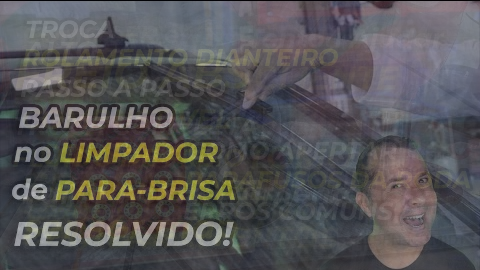 TROCA
ROLAMENTO DIANTEIRO
PASSO A PASSO
BARULHO
no LIMPADOR
de PARA-BRISA
RESOLVIDO!